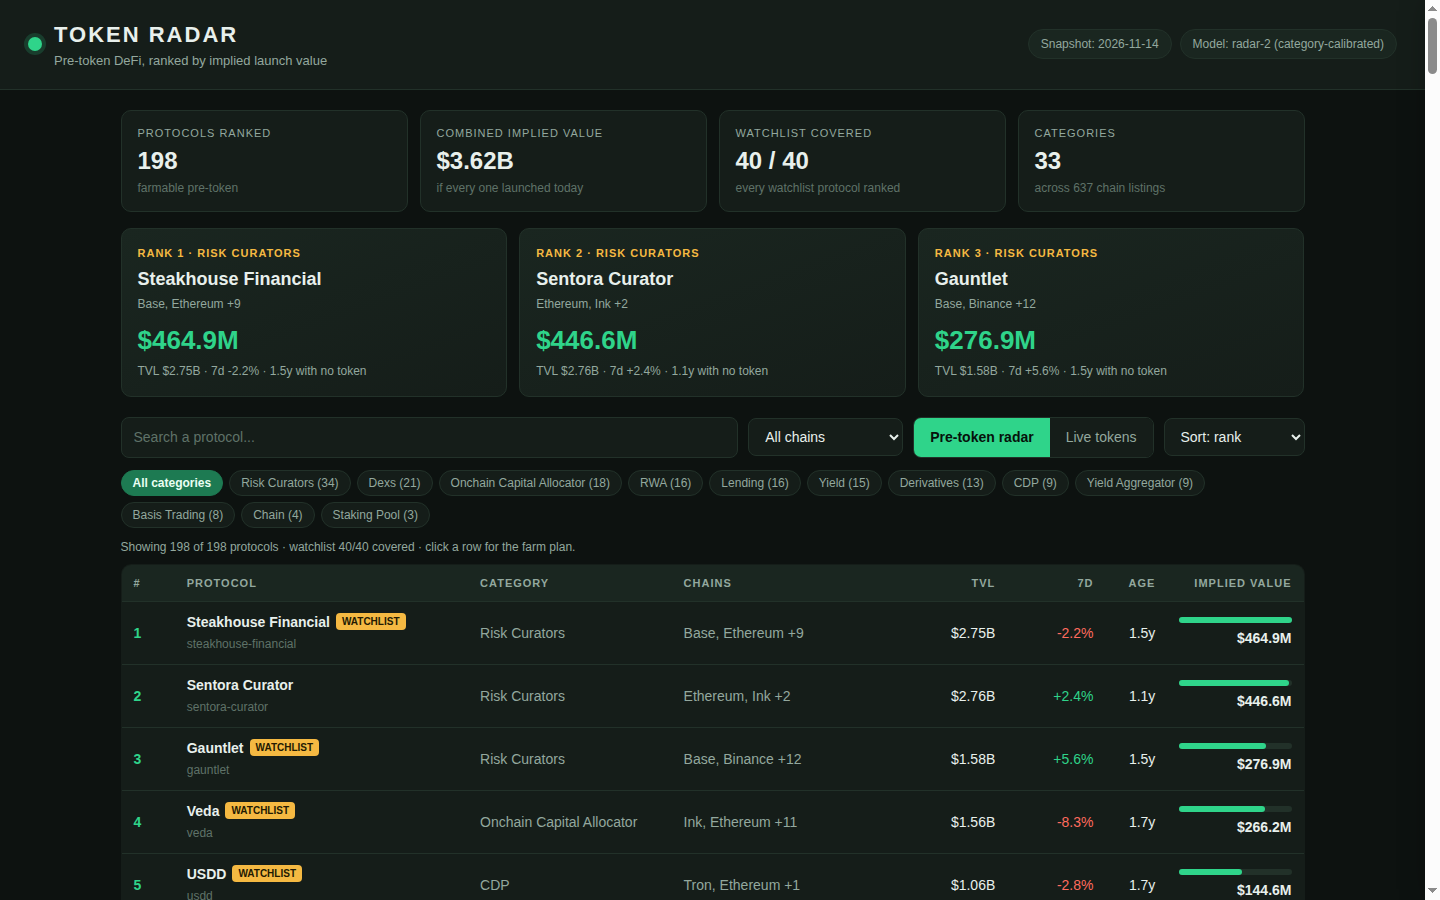 TOKEN RADAR
Pre-token DeFi, ranked by implied launch value
Snapshot: 2026-11-14
Model: radar-2 (category-calibrated)
PROTOCOLS RANKED
198
farmable pre-token
COMBINED IMPLIED VALUE
$3.62B
if every one launched today
WATCHLIST COVERED
40 / 40
every watchlist protocol ranked
CATEGORIES
33
across 637 chain listings
RANK 1 · RISK CURATORS
Steakhouse Financial
Base, Ethereum +9
$464.9M
TVL $2.75B · 7d -2.2% · 1.5y with no token
RANK 2 · RISK CURATORS
Sentora Curator
Ethereum, Ink +2
$446.6M
TVL $2.76B · 7d +2.4% · 1.1y with no token
RANK 3 · RISK CURATORS
Gauntlet
Base, Binance +12
$276.9M
TVL $1.58B · 7d +5.6% · 1.5y with no token
Search a protocol... All chains Pre-token radar Live tokens Sort: rank
All categories Risk Curators (34) Dexs (21) Onchain Capital Allocator (18) RWA (16) Lending (16) Yield (15) Derivatives (13) CDP (9) Yield Aggregator (9)
Basis Trading (8) Chain (4) Staking Pool (3)
Showing 198 of 198 protocols · watchlist 40/40 covered · click a row for the farm plan.
# PROTOCOL CATEGORY CHAINS TVL 7D AGE IMPLIED VALUE
1 Steakhouse Financial WATCHLIST Risk Curators Base, Ethereum +9 $2.75B -2.2% 1.5y $464.9M
steakhouse-financial
2 Sentora Curator Risk Curators Ethereum, Ink +2 $2.76B +2.4% 1.1y $446.6M
sentora-curator
3 Gauntlet WATCHLIST Risk Curators Base, Binance +12 $1.58B +5.6% 1.5y $276.9M
gauntlet
4 Veda WATCHLIST Onchain Capital Allocator Ink, Ethereum +11 $1.56B -8.3% 1.7y $266.2M
veda
5 USDD WATCHLIST CDP Tron, Ethereum +1 $1.06B -2.8% 1.7y $144.6M
usdd